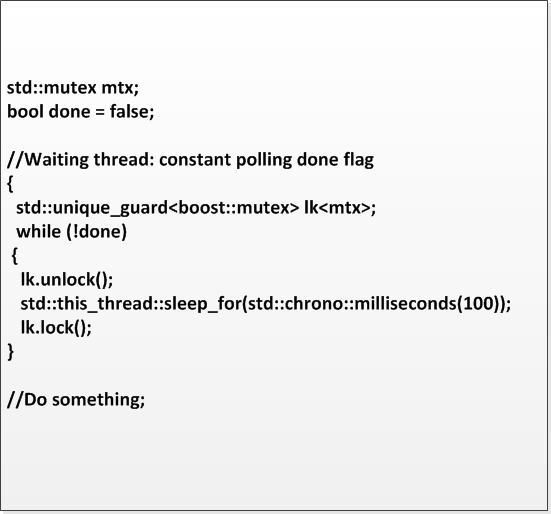 std::mutex mtx;
bool done = false;
//Waiting thread: constant polling done flag
{
std::unique_guard<boost::mutex> lk<mtx>;
while (!done)
{
lk.unlock();
std::this_thread::sleep_for(std::chrono::milliseconds(100));
lk.lock();
}
//Do something;